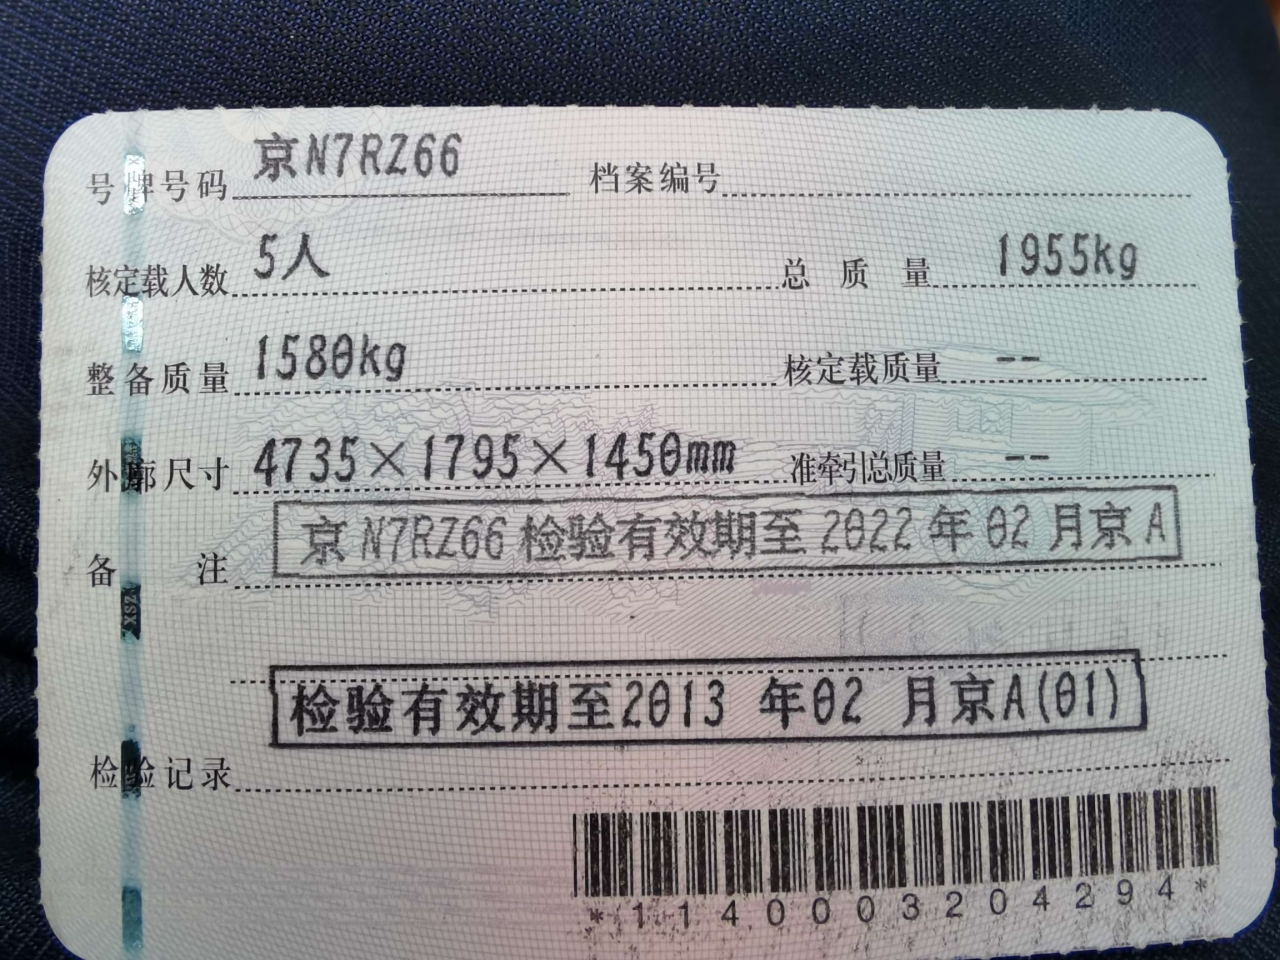 号牌号码 京N7RZ66 档案编号
核定载人数 5人 总质量 1955kg
整备质量 1580kg 核定载质量 --
外廓尺寸 4735×1795×1450mm 准牵引总质量 --
备注 京N7RZ66检验有效期至2022年02月京A
检验有效期至2013年02月京A(01)
检验记录
*1140003204294*